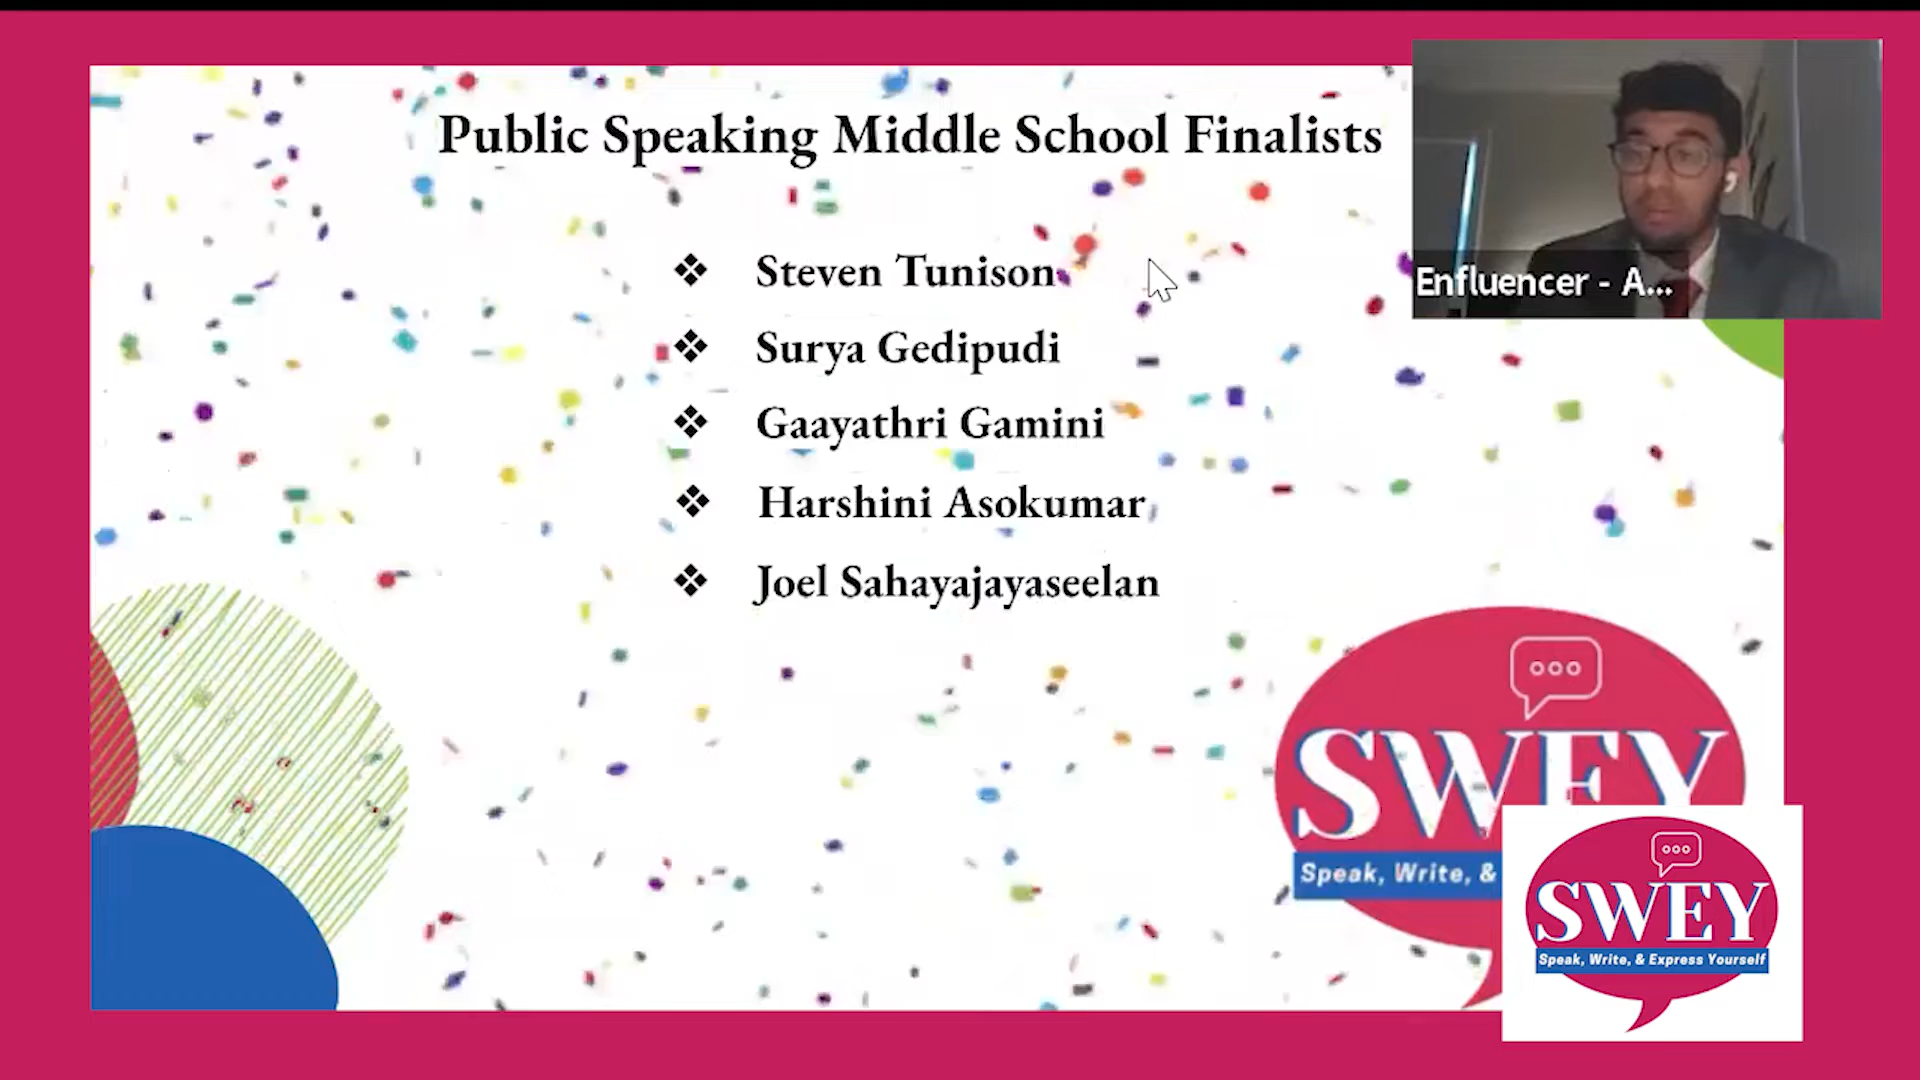 Public Speaking Middle School Finalists
Steven Tunison
Surya Gedipudi
Gaayathri Gamini
Harshini Asokumar
Joel Sahayajayaseelan
Enfluencer - A...
SWEY
Speak, Write, &
SWEY
Speak, Write, & Express Yourself